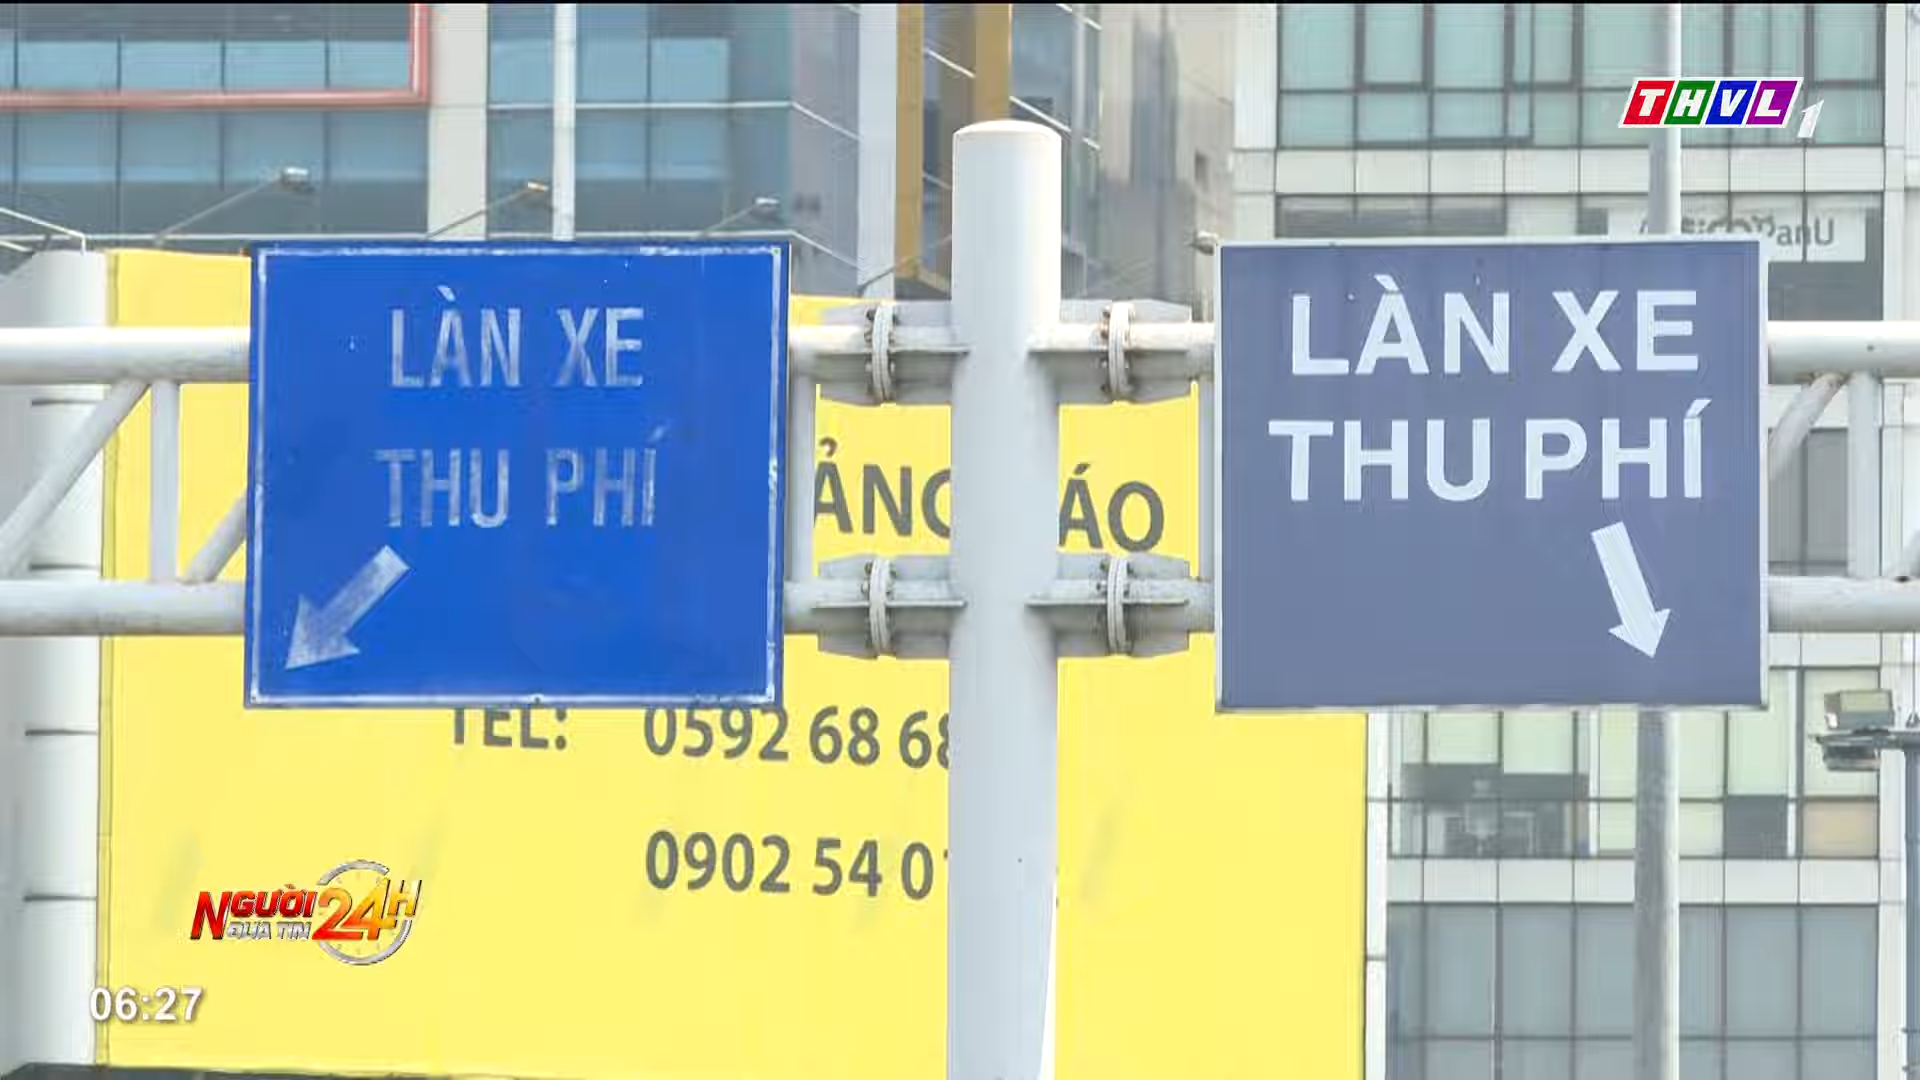 THVL1
LÀN XE
THU PHÍ
LÀN XE
THU PHÍ
TEL: 0592 68 68
0902 54 0
NGƯỜI 24H
QUA TIN
06:27